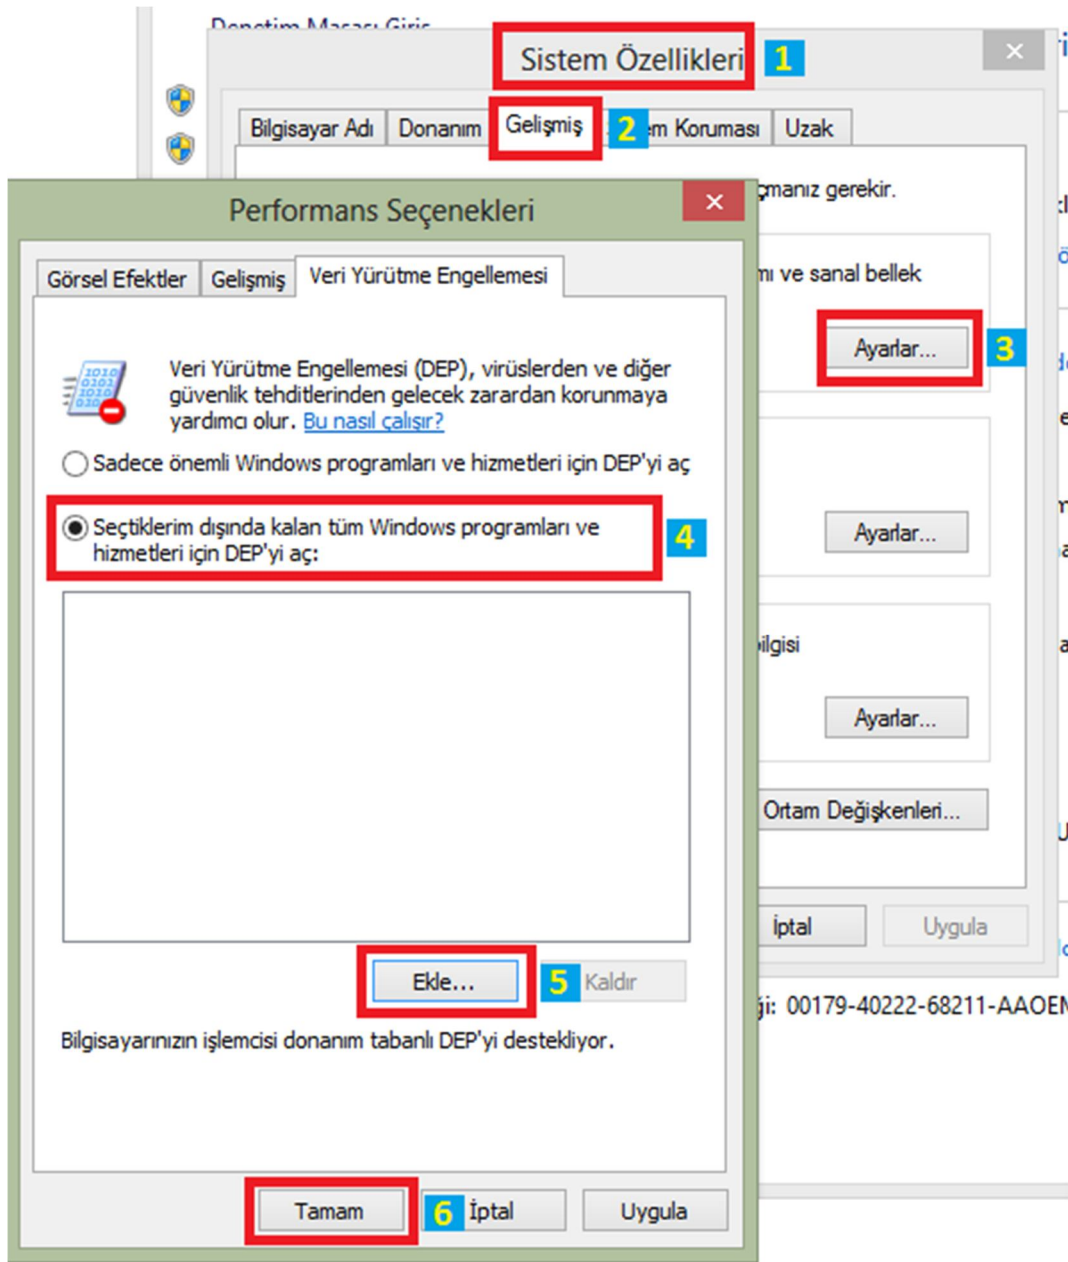 Denetim Masası Giriş
Sistem Özellikleri
1
Bilgisayar Adı
Donanım
Gelişmiş
2
Koruması
Uzak
gerekir.
Performans Seçenekleri
Görsel Efektler
Gelişmiş
Veri Yürütme Engellemesi
ve sanal bellek
Ayarlar...
3
Veri Yürütme Engellemesi (DEP), virüslerden ve diğer
güvenlik tehditlerinden gelecek zarardan korunmaya
yardımcı olur. Bu nasıl çalışır?
Sadece önemli Windows programları ve hizmetleri için DEP'yi aç
Seçtiklerim dışında kalan tüm Windows programları ve
hizmetleri için DEP'yi aç:
4
Ayarlar...
Ayarlar...
Ortam Değişkenleri...
İptal
Uygula
Ekle...
5
Kaldır
00179-40222-68211-AAOEM
Bilgisayarınızın işlemcisi donanım tabanlı DEP'yi destekliyor.
Tamam
6
İptal
Uygula